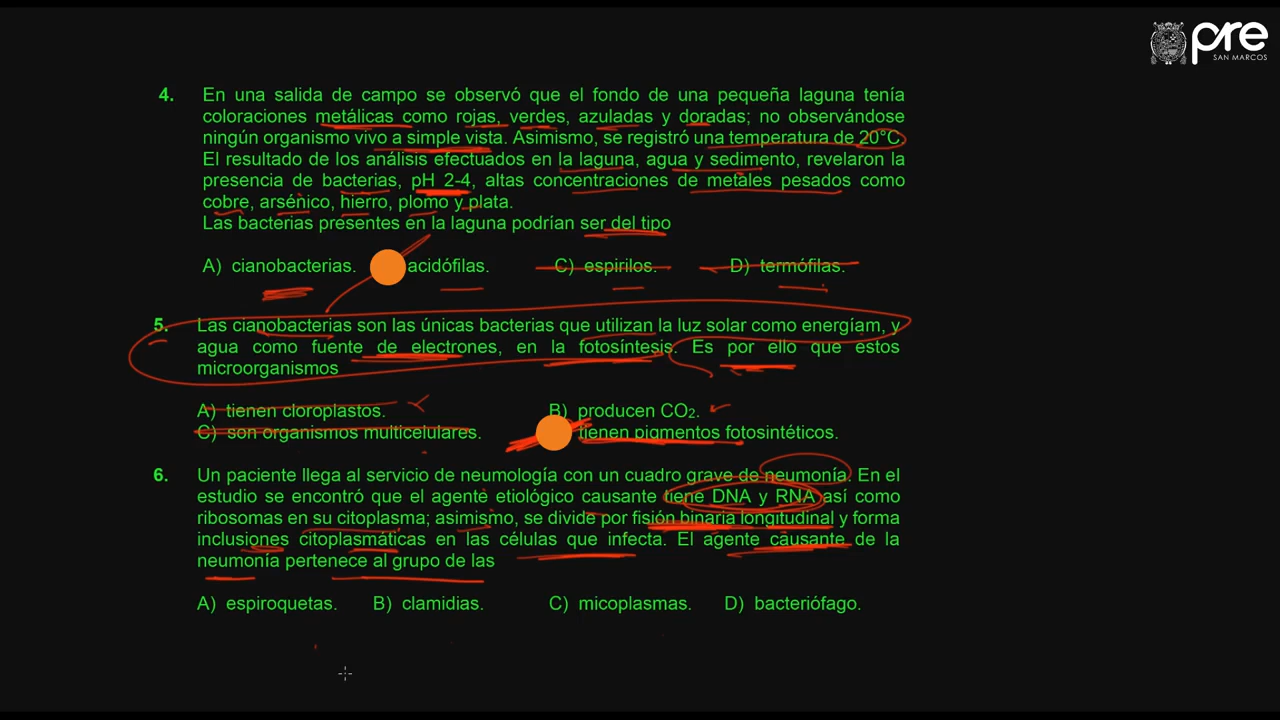 pre
SAN MARCOS
4. En una salida de campo se observó que el fondo de una pequeña laguna tenía
coloraciones metálicas como rojas, verdes, azuladas y doradas; no observándose
ningún organismo vivo a simple vista. Asimismo, se registró una temperatura de 20°C.
El resultado de los análisis efectuados en la laguna, agua y sedimento, revelaron la
presencia de bacterias, pH 2-4, altas concentraciones de metales pesados como
cobre, arsénico, hierro, plomo y plata.
Las bacterias presentes en la laguna podrían ser del tipo
A) cianobacterias. acidófilas. C) espirilos. D) termófilas.
5. Las cianobacterias son las únicas bacterias que utilizan la luz solar como energíam, y
agua como fuente de electrones, en la fotosíntesis. Es por ello que estos
microorganismos
A) tienen cloroplastos. B) producen CO₂.
C) son organismos multicelulares. tienen pigmentos fotosintéticos.
6. Un paciente llega al servicio de neumología con un cuadro grave de neumonía. En el
estudio se encontró que el agente etiológico causante tiene DNA y RNA así como
ribosomas en su citoplasma; asimismo, se divide por fisión binaria longitudinal y forma
inclusiones citoplasmáticas en las células que infecta. El agente causante de la
neumonía pertenece al grupo de las
A) espiroquetas. B) clamidias. C) micoplasmas. D) bacteriófago.